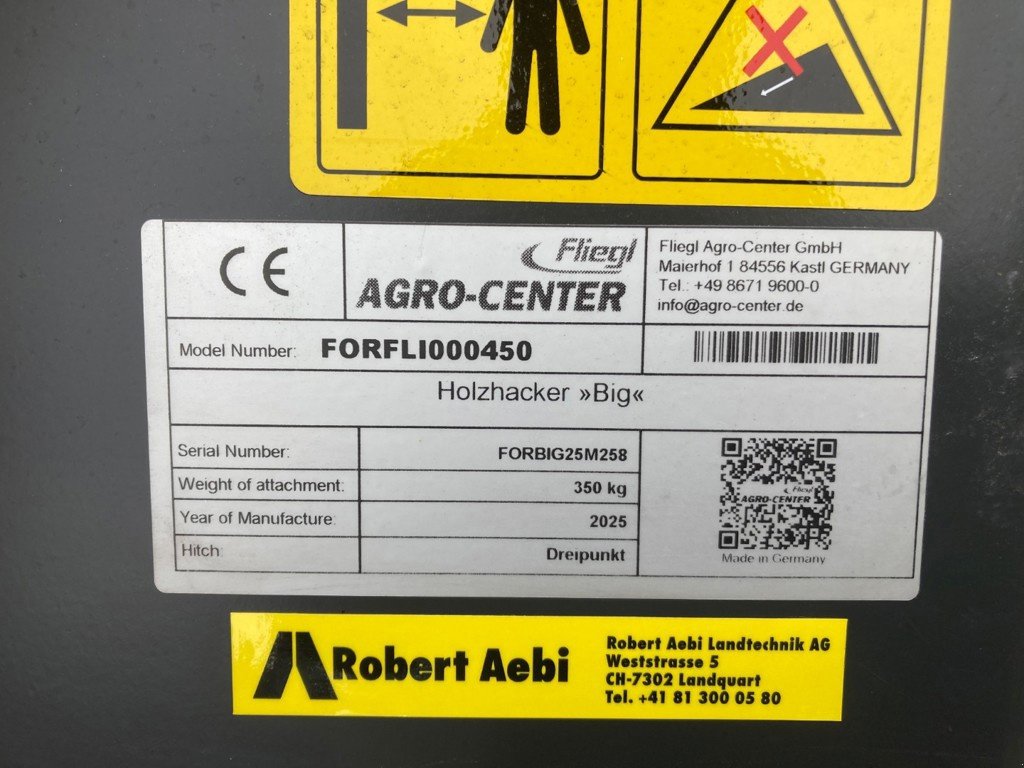 CE
Fliegl
AGRO-CENTER
Fliegl Agro-Center GmbH
Maierhof 1 84556 Kastl GERMANY
Tel.: +49 8671 9600-0
info@agro-center.de
Model Number: FORFLI000450
Holzhacker »Big«
Serial Number: FORBIG25M258
Weight of attachment: 350 kg
Year of Manufacture: 2025
Hitch: Dreipunkt
Fliegl
AGRO-CENTER
Made in Germany
Robert Aebi
Robert Aebi Landtechnik AG
Weststrasse 5
CH-7302 Landquart
Tel. +41 81 300 05 80